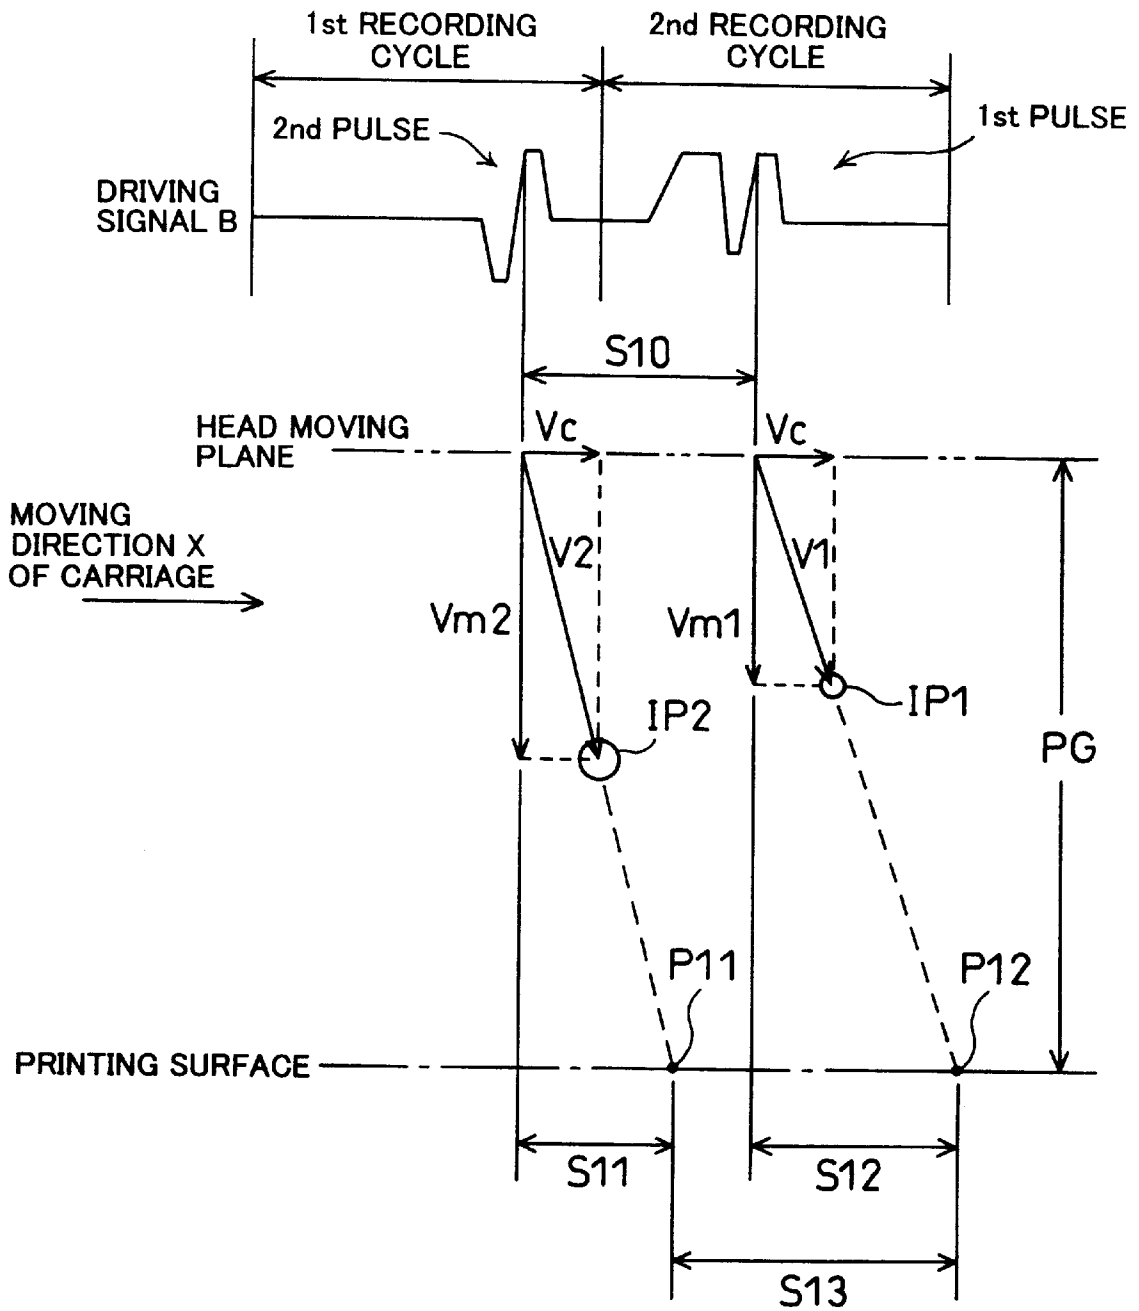 1st RECORDING
CYCLE
2nd RECORDING
CYCLE
2nd PULSE
1st PULSE
DRIVING
SIGNAL B
S10
HEAD MOVING
PLANE
Vc
Vc
MOVING
DIRECTION X
OF CARRIAGE
V2
V1
Vm2
Vm1
IP2
IP1
PG
P11
P12
PRINTING SURFACE
S11
S12
S13